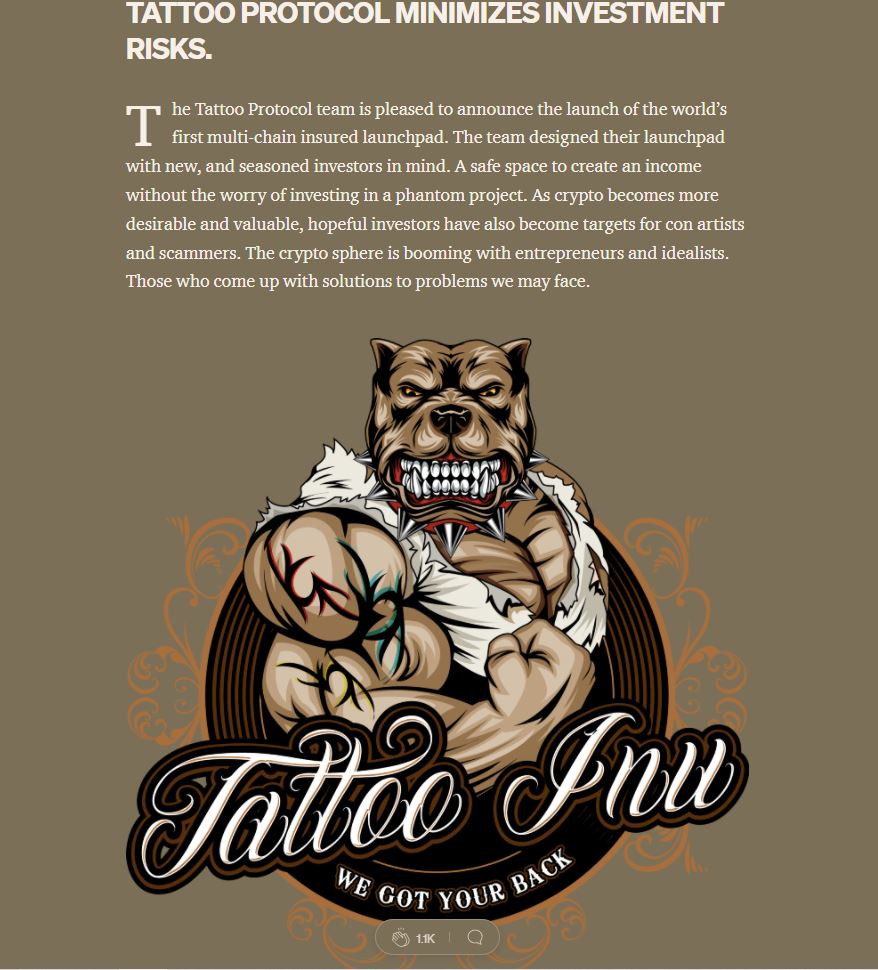 TATTOO PROTOCOL MINIMIZES INVESTMENT
RISKS.
The Tattoo Protocol team is pleased to announce the launch of the world’s
first multi-chain insured launchpad. The team designed their launchpad
with new, and seasoned investors in mind. A safe space to create an income
without the worry of investing in a phantom project. As crypto becomes more
desirable and valuable, hopeful investors have also become targets for con artists
and scammers. The crypto sphere is booming with entrepreneurs and idealists.
Those who come up with solutions to problems we may face.
Tattoo Inu
WE GOT YOUR BACK
1.1K